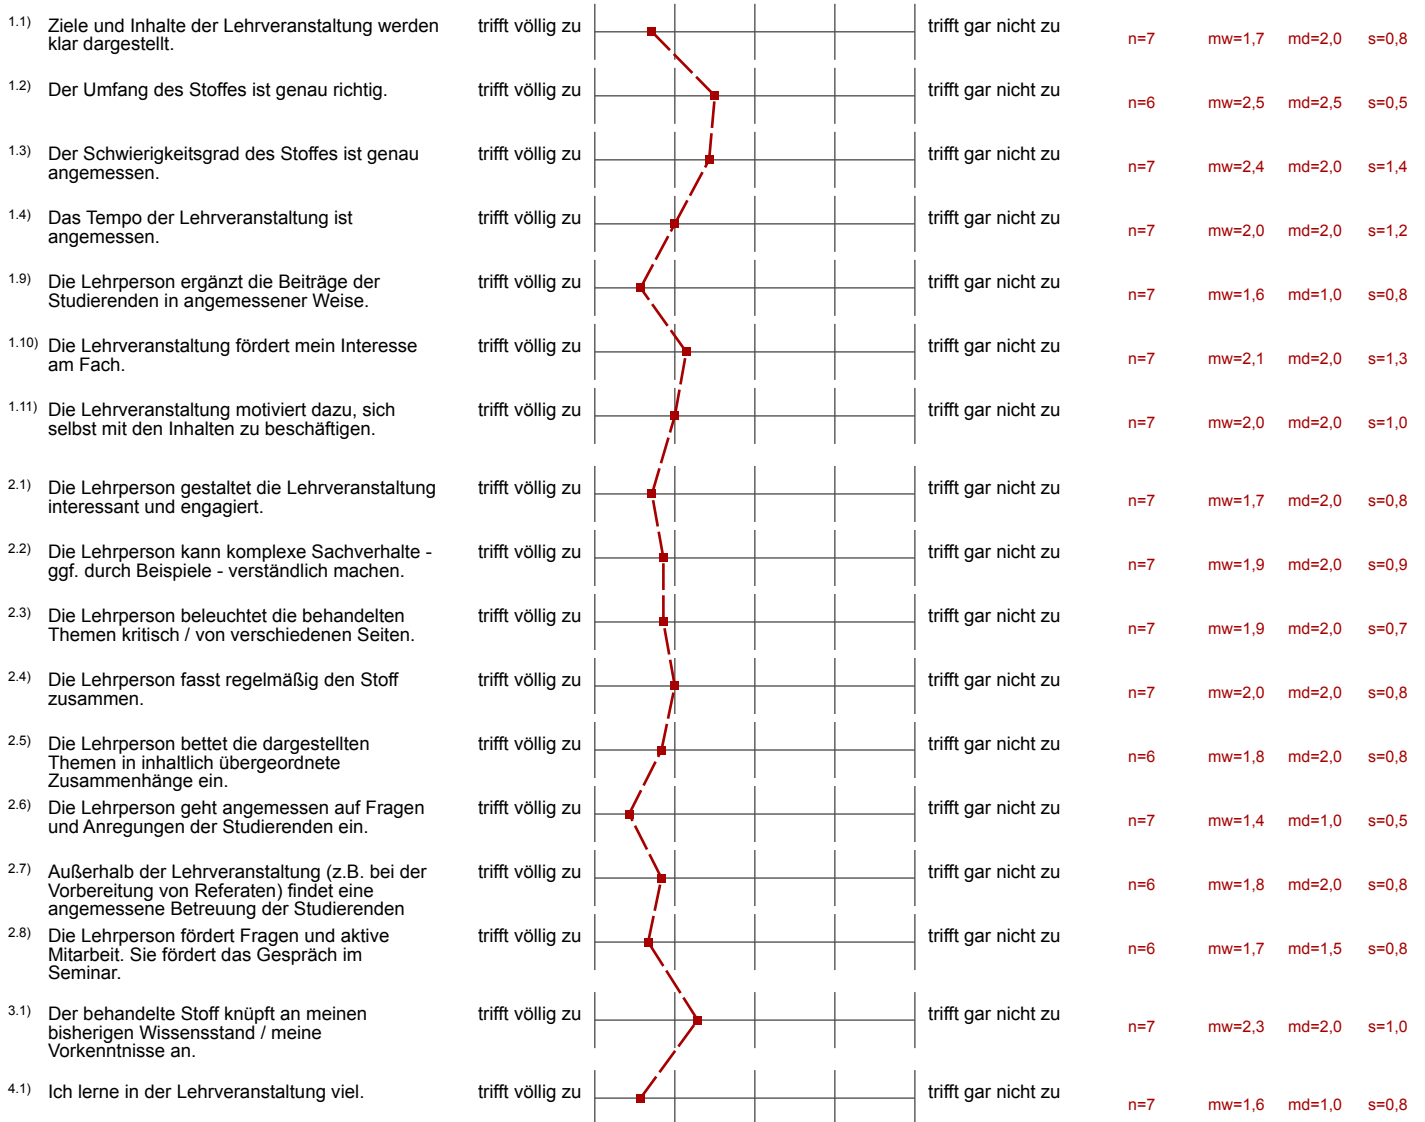 1.1) Ziele und Inhalte der Lehrveranstaltung werden klar dargestellt. trifft völlig zu trifft gar nicht zu n=7 mw=1,7 md=2,0 s=0,8
1.2) Der Umfang des Stoffes ist genau richtig. trifft völlig zu trifft gar nicht zu n=6 mw=2,5 md=2,5 s=0,5
1.3) Der Schwierigkeitsgrad des Stoffes ist genau angemessen. trifft völlig zu trifft gar nicht zu n=7 mw=2,4 md=2,0 s=1,4
1.4) Das Tempo der Lehrveranstaltung ist angemessen. trifft völlig zu trifft gar nicht zu n=7 mw=2,0 md=2,0 s=1,2
1.9) Die Lehrperson ergänzt die Beiträge der Studierenden in angemessener Weise. trifft völlig zu trifft gar nicht zu n=7 mw=1,6 md=1,0 s=0,8
1.10) Die Lehrveranstaltung fördert mein Interesse am Fach. trifft völlig zu trifft gar nicht zu n=7 mw=2,1 md=2,0 s=1,3
1.11) Die Lehrveranstaltung motiviert dazu, sich selbst mit den Inhalten zu beschäftigen. trifft völlig zu trifft gar nicht zu n=7 mw=2,0 md=2,0 s=1,0
2.1) Die Lehrperson gestaltet die Lehrveranstaltung interessant und engagiert. trifft völlig zu trifft gar nicht zu n=7 mw=1,7 md=2,0 s=0,8
2.2) Die Lehrperson kann komplexe Sachverhalte - ggf. durch Beispiele - verständlich machen. trifft völlig zu trifft gar nicht zu n=7 mw=1,9 md=2,0 s=0,9
2.3) Die Lehrperson beleuchtet die behandelten Themen kritisch / von verschiedenen Seiten. trifft völlig zu trifft gar nicht zu n=7 mw=1,9 md=2,0 s=0,7
2.4) Die Lehrperson fasst regelmäßig den Stoff zusammen. trifft völlig zu trifft gar nicht zu n=7 mw=2,0 md=2,0 s=0,8
2.5) Die Lehrperson bettet die dargestellten Themen in inhaltlich übergeordnete Zusammenhänge ein. trifft völlig zu trifft gar nicht zu n=6 mw=1,8 md=2,0 s=0,8
2.6) Die Lehrperson geht angemessen auf Fragen und Anregungen der Studierenden ein. trifft völlig zu trifft gar nicht zu n=7 mw=1,4 md=1,0 s=0,5
2.7) Außerhalb der Lehrveranstaltung (z.B. bei der Vorbereitung von Referaten) findet eine angemessene Betreuung der Studierenden trifft völlig zu trifft gar nicht zu n=6 mw=1,8 md=2,0 s=0,8
2.8) Die Lehrperson fördert Fragen und aktive Mitarbeit. Sie fördert das Gespräch im Seminar. trifft völlig zu trifft gar nicht zu n=6 mw=1,7 md=1,5 s=0,8
3.1) Der behandelte Stoff knüpft an meinen bisherigen Wissensstand / meine Vorkenntnisse an. trifft völlig zu trifft gar nicht zu n=7 mw=2,3 md=2,0 s=1,0
4.1) Ich lerne in der Lehrveranstaltung viel. trifft völlig zu trifft gar nicht zu n=7 mw=1,6 md=1,0 s=0,8